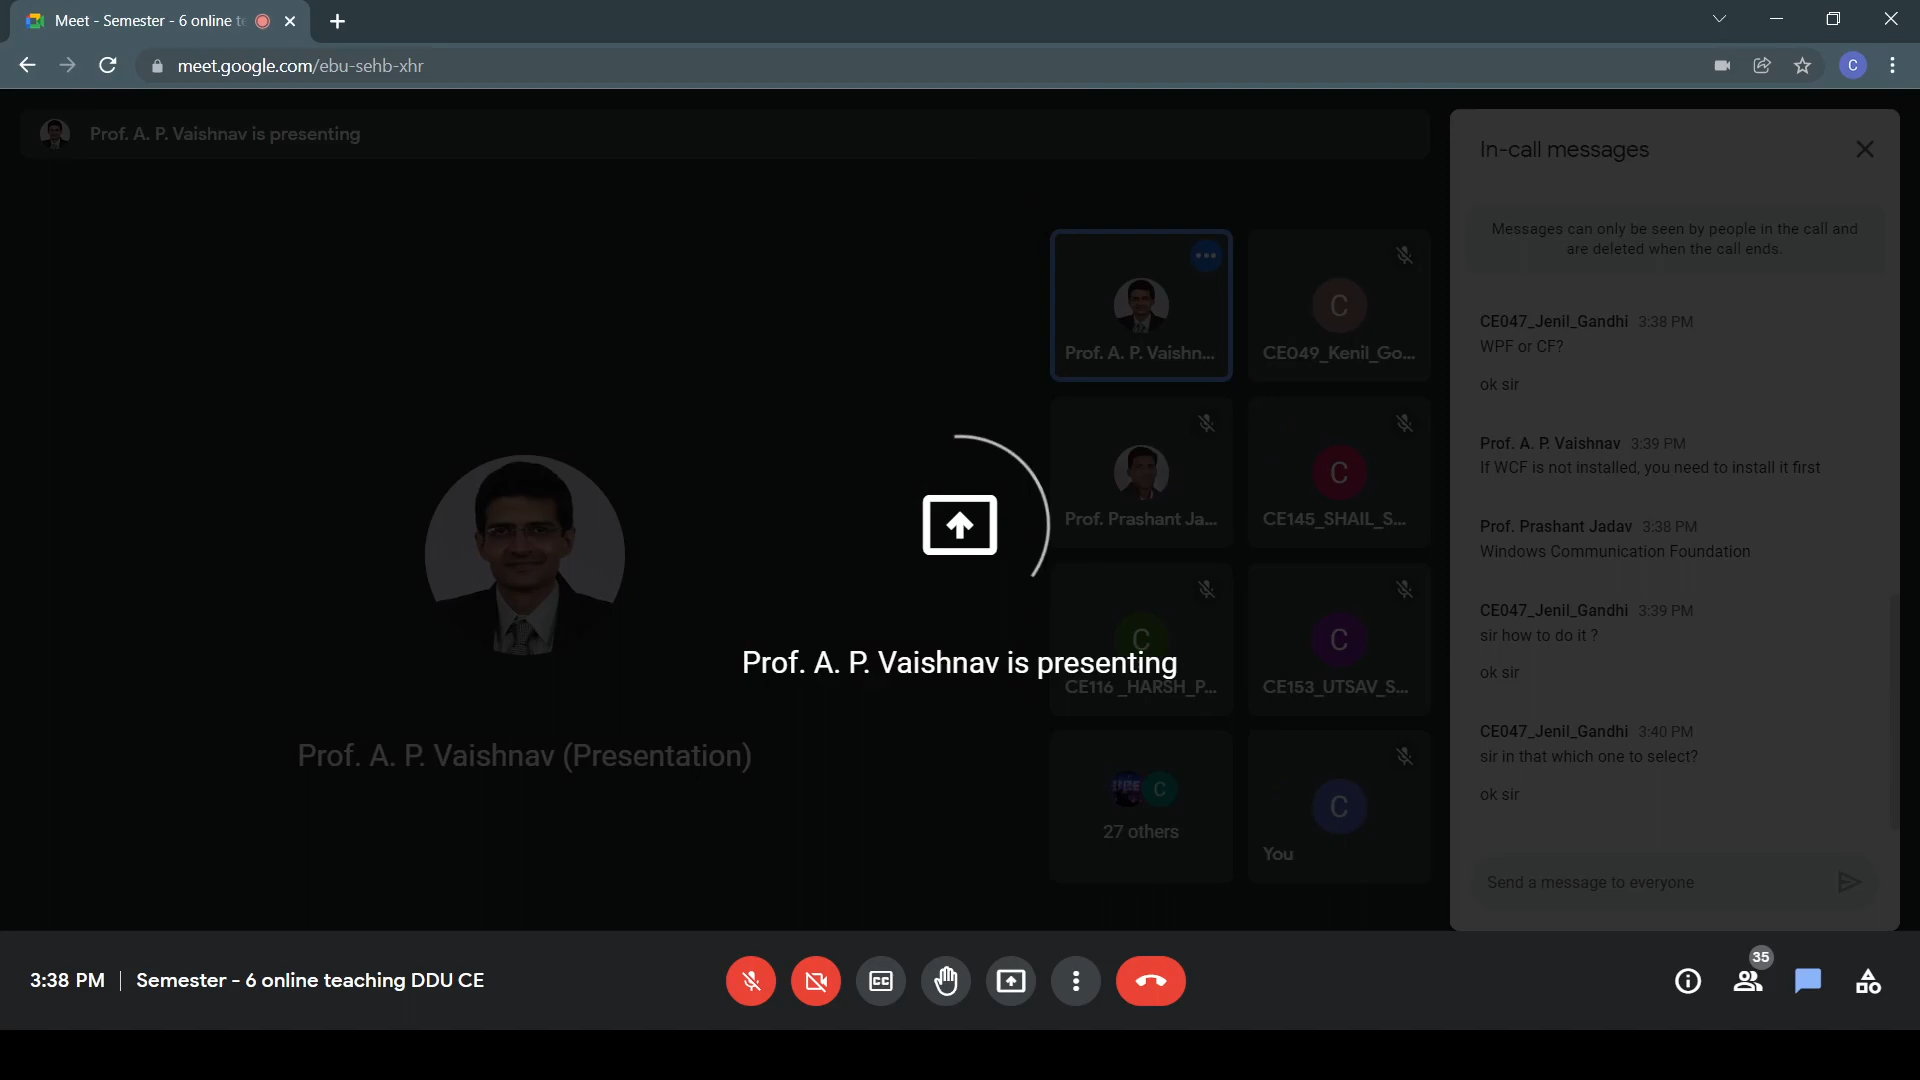 Meet - Semester - 6 online te
meet.google.com/ebu-sehb-xhr
C
Prof. A. P. Vaishnav is presenting
In-call messages
Messages can only be seen by people in the call and
are deleted when the call ends.
Prof. A. P. Vaishn...
C
CE049_Kenil_Go...
Prof. Prashant Ja...
C
CE145_SHAIL_S...
C
CE116 _HARSH_P...
C
CE153_UTSAV_S...
C
27 others
C
You
Prof. A. P. Vaishnav is presenting
Prof. A. P. Vaishnav (Presentation)
CE047_Jenil_Gandhi 3:38 PM
WPF or CF?
ok sir
Prof. A. P. Vaishnav 3:39 PM
If WCF is not installed, you need to install it first
Prof. Prashant Jadav 3:38 PM
Windows Communication Foundation
CE047_Jenil_Gandhi 3:39 PM
sir how to do it ?
ok sir
CE047_Jenil_Gandhi 3:40 PM
sir in that which one to select?
ok sir
Send a message to everyone
3:38 PM | Semester - 6 online teaching DDU CE
CC
35